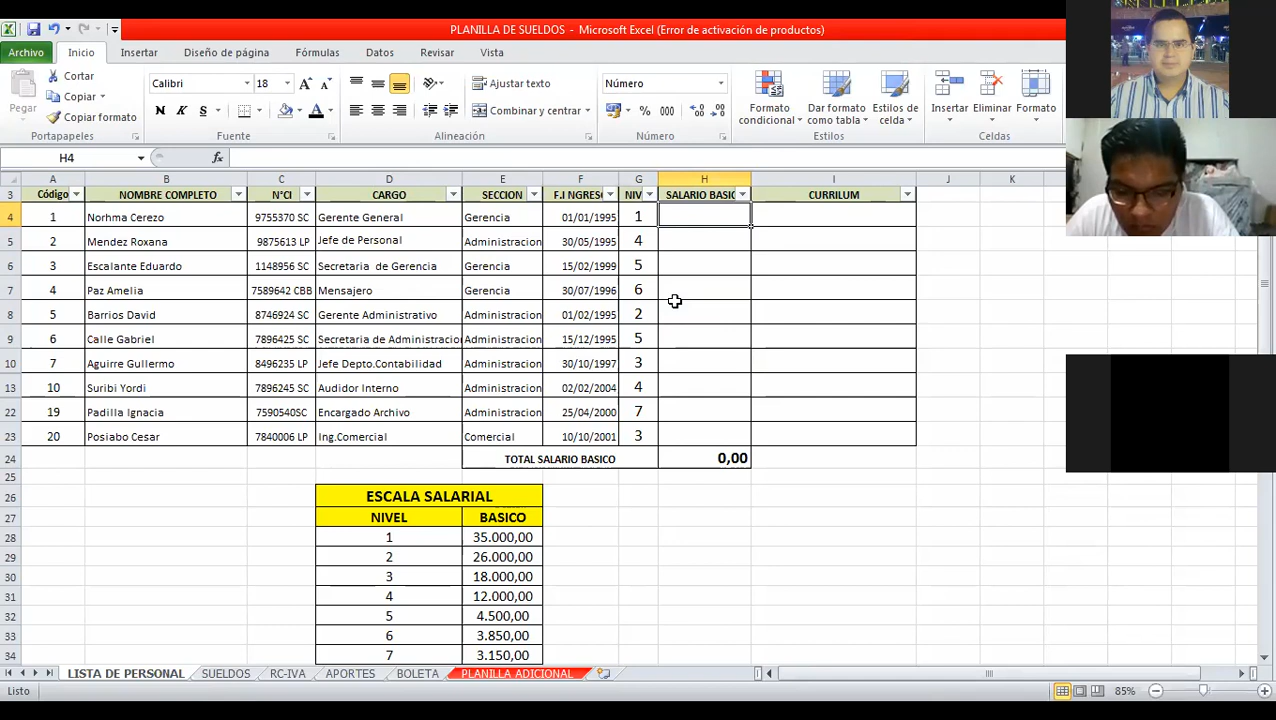 PLANILLA DE SUELDOS - Microsoft Excel (Error de activación de productos)
Archivo Inicio Insertar Diseño de página Fórmulas Datos Revisar Vista
Pegar
Cortar
Copiar
Copiar formato
Portapapeles
Calibri 18
N K S
Fuente
Ajustar texto
Combinar y centrar
Alineación
Número
% 000
Número
Formato condicional
Dar formato como tabla
Estilos de celda
Estilos
Insertar Eliminar Formato
Celdas
H4 fx
A B C D E F G H I J K
3 Código NOMBRE COMPLETO N°CI CARGO SECCION F.I NGRESO NIV SALARIO BASIC CURRILUM
4 1 Norhma Cerezo 9755370 SC Gerente General Gerencia 01/01/1995 1
5 2 Mendez Roxana 9875613 LP Jefe de Personal Administracion 30/05/1995 4
6 3 Escalante Eduardo 1148956 SC Secretaria de Gerencia Gerencia 15/02/1999 5
7 4 Paz Amelia 7589642 CBB Mensajero Gerencia 30/07/1996 6
8 5 Barrios David 8746924 SC Gerente Administrativo Administracion 01/02/1995 2
9 6 Calle Gabriel 7896425 SC Secretaria de Administracion Administracion 15/12/1995 5
10 7 Aguirre Gullermo 8496235 LP Jefe Depto.Contabilidad Administracion 30/10/1997 3
13 10 Suribi Yordi 7896245 SC Audidor Interno Administracion 02/02/2004 4
22 19 Padilla Ignacia 7590540SC Encargado Archivo Administracion 25/04/2000 7
23 20 Posiabo Cesar 7840006 LP Ing.Comercial Comercial 10/10/2001 3
24 TOTAL SALARIO BASICO 0,00
25
26 ESCALA SALARIAL
27 NIVEL BASICO
28 1 35.000,00
29 2 26.000,00
30 3 18.000,00
31 4 12.000,00
32 5 4.500,00
33 6 3.850,00
34 7 3.150,00
LISTA DE PERSONAL SUELDOS RC-IVA APORTES BOLETA PLANILLA ADICIONAL
Listo 85%